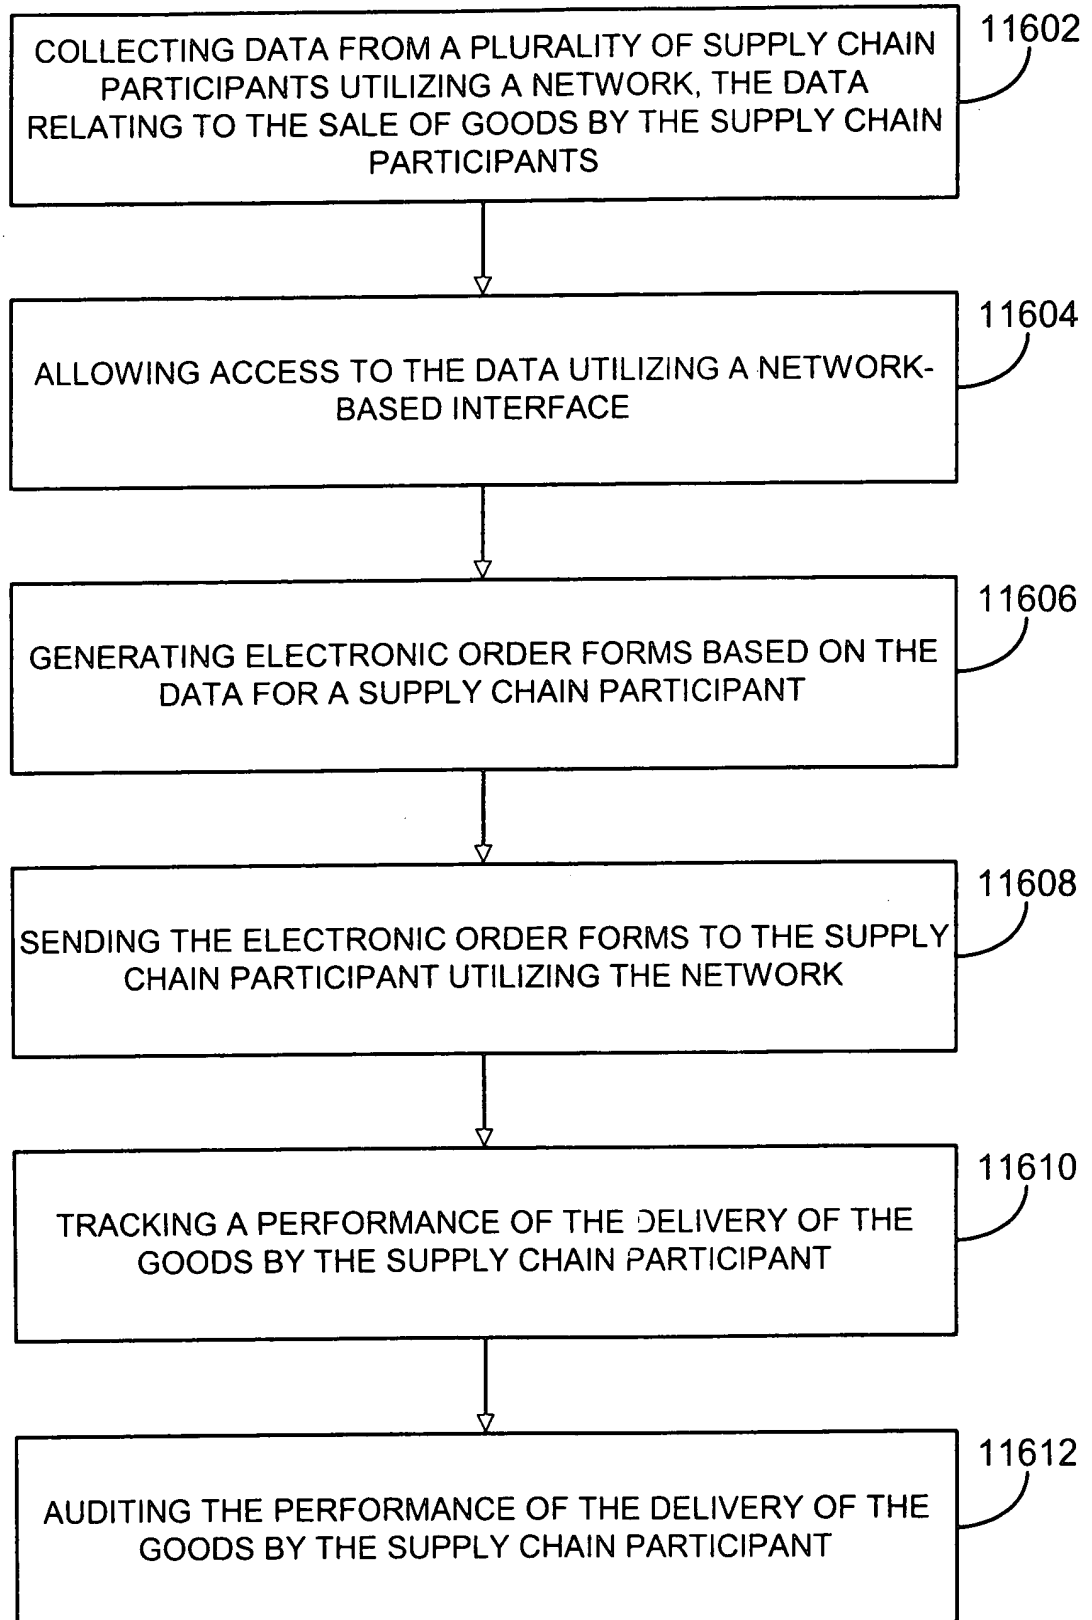 11602
COLLECTING DATA FROM A PLURALITY OF SUPPLY CHAIN
PARTICIPANTS UTILIZING A NETWORK, THE DATA
RELATING TO THE SALE OF GOODS BY THE SUPPLY CHAIN
PARTICIPANTS
11604
ALLOWING ACCESS TO THE DATA UTILIZING A NETWORK-
BASED INTERFACE
11606
GENERATING ELECTRONIC ORDER FORMS BASED ON THE
DATA FOR A SUPPLY CHAIN PARTICIPANT
11608
SENDING THE ELECTRONIC ORDER FORMS TO THE SUPPLY
CHAIN PARTICIPANT UTILIZING THE NETWORK
11610
TRACKING A PERFORMANCE OF THE DELIVERY OF THE
GOODS BY THE SUPPLY CHAIN PARTICIPANT
11612
AUDITING THE PERFORMANCE OF THE DELIVERY OF THE
GOODS BY THE SUPPLY CHAIN PARTICIPANT